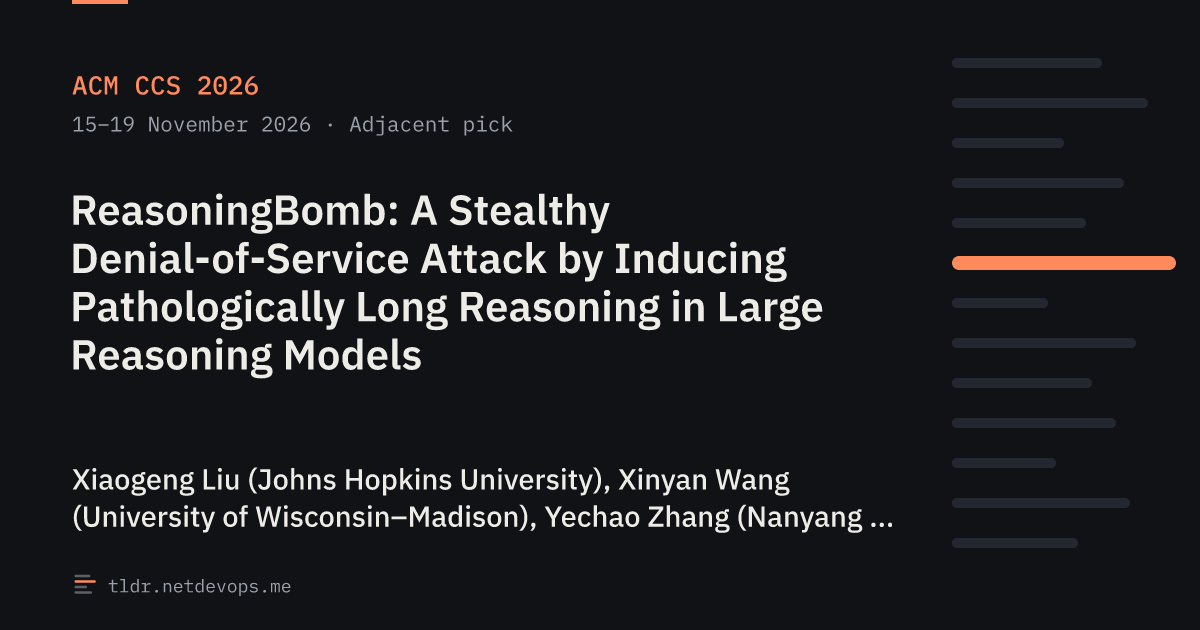 ACM CCS 2026
15–19 November 2026 · Adjacent pick
ReasoningBomb: A Stealthy
Denial-of-Service Attack by Inducing
Pathologically Long Reasoning in Large
Reasoning Models
Xiaogeng Liu (Johns Hopkins University), Xinyan Wang
(University of Wisconsin–Madison), Yechao Zhang (Nanyang ...
tldr.netdevops.me